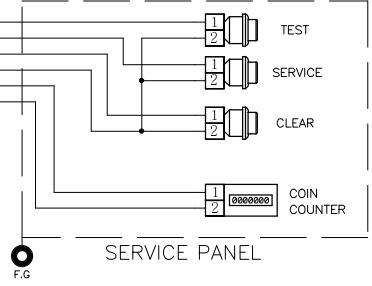 1
2
TEST
1
2
SERVICE
1
2
CLEAR
1
2
0000000
COIN
COUNTER
SERVICE PANEL
F.G